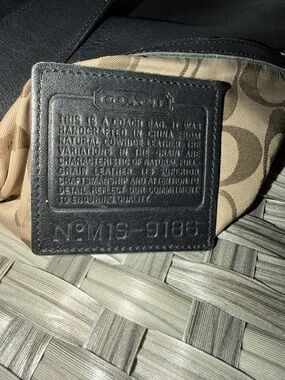 COACH
THIS IS A COACH BAG. IT WAS
HANDCRAFTED IN CHINA FROM
NATURAL COWHIDE LEATHER. THE
VARIATIONS IN THE GRAIN ARE
CHARACTERISTIC OF NATURAL FULL
GRAIN LEATHER. ITS SUPERIOR
CRAFTSMANSHIP AND ATTENTION TO
DETAIL REFLECT OUR COMMITMENT
TO ENDURING QUALITY.
Nº M1S-9186